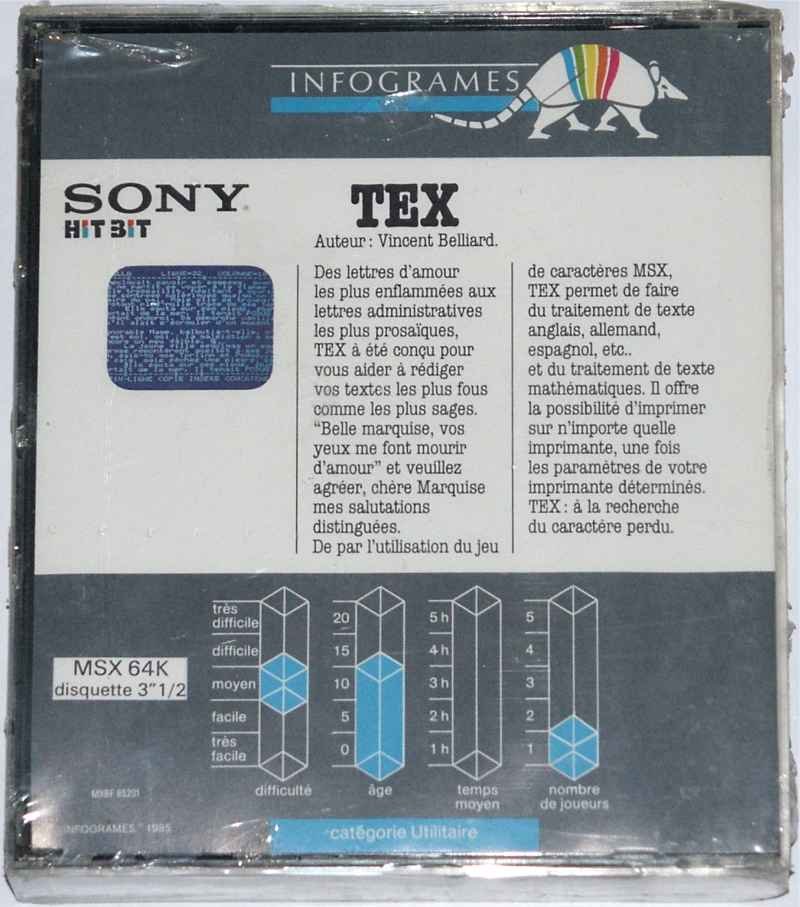 INFOGRAMES
SONY
HiT BiT
TEX
Auteur : Vincent Belliard.
Des lettres d'amour
les plus enflammées aux
lettres administratives
les plus prosaïques,
TEX à été conçu pour
vous aider à rédiger
vos textes les plus fous
comme les plus sages.
"Belle marquise, vos
yeux me font mourir
d'amour" et veuillez
agréer, chère Marquise
mes salutations
distinguées.
De par l'utilisation du jeu
de caractères MSX,
TEX permet de faire
du traitement de texte
anglais, allemand,
espagnol, etc..
et du traitement de texte
mathématiques. Il offre
la possibilité d'imprimer
sur n'importe quelle
imprimante, une fois
les paramètres de votre
imprimante déterminés.
TEX : à la recherche
du caractère perdu.
MSX 64K
disquette 3"1/2
très
difficile
difficile
moyen
facile
très
facile
difficulté
20
15
10
5
0
âge
5 h
4 h
3 h
2 h
1 h
temps
moyen
5
4
3
2
1
nombre
de joueurs
MXBF 85201
INFOGRAMES 1985
catégorie Utilitaire